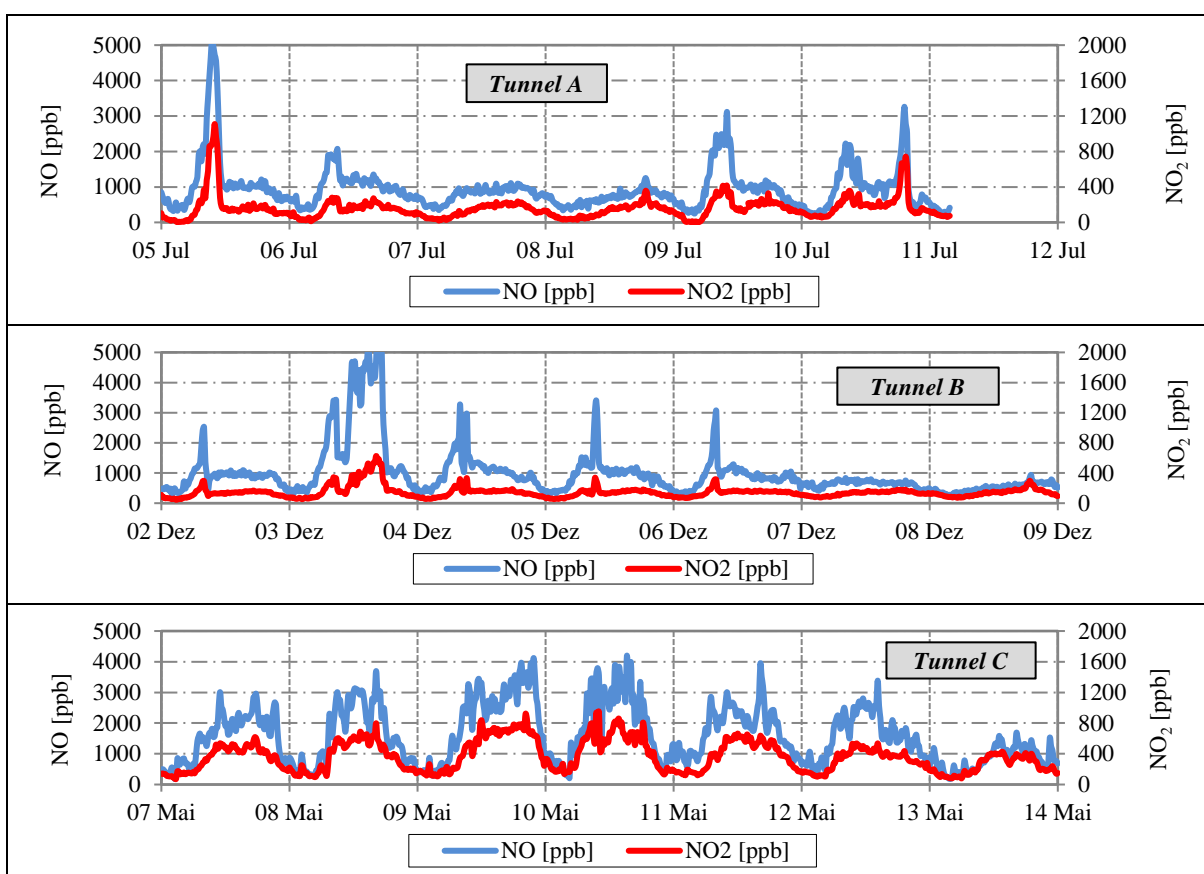 5000 2000
4000 1600
3000 1200
2000 800
1000 400
0 0
NO [ppb]
NO₂ [ppb]
Tunnel A
05 Jul 06 Jul 07 Jul 08 Jul 09 Jul 10 Jul 11 Jul 12 Jul
NO [ppb] NO2 [ppb]
5000 2000
4000 1600
3000 1200
2000 800
1000 400
0 0
NO [ppb]
NO₂ [ppb]
Tunnel B
02 Dez 03 Dez 04 Dez 05 Dez 06 Dez 07 Dez 08 Dez 09 Dez
NO [ppb] NO2 [ppb]
5000 2000
4000 1600
3000 1200
2000 800
1000 400
0 0
NO [ppb]
NO₂ [ppb]
Tunnel C
07 Mai 08 Mai 09 Mai 10 Mai 11 Mai 12 Mai 13 Mai 14 Mai
NO [ppb] NO2 [ppb]